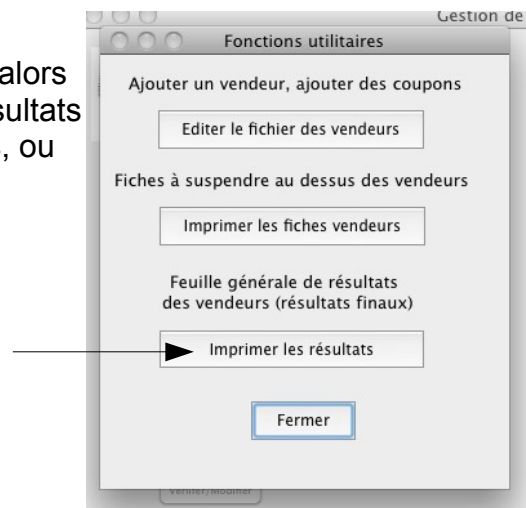 Gestion de
Fonctions utilitaires
alors
sultats
, ou
Ajouter un vendeur, ajouter des coupons
Editer le fichier des vendeurs
Fiches à suspendre au dessus des vendeurs
Imprimer les fiches vendeurs
Feuille générale de résultats
des vendeurs (résultats finaux)
Imprimer les résultats
Fermer
Vérifier/Modifier